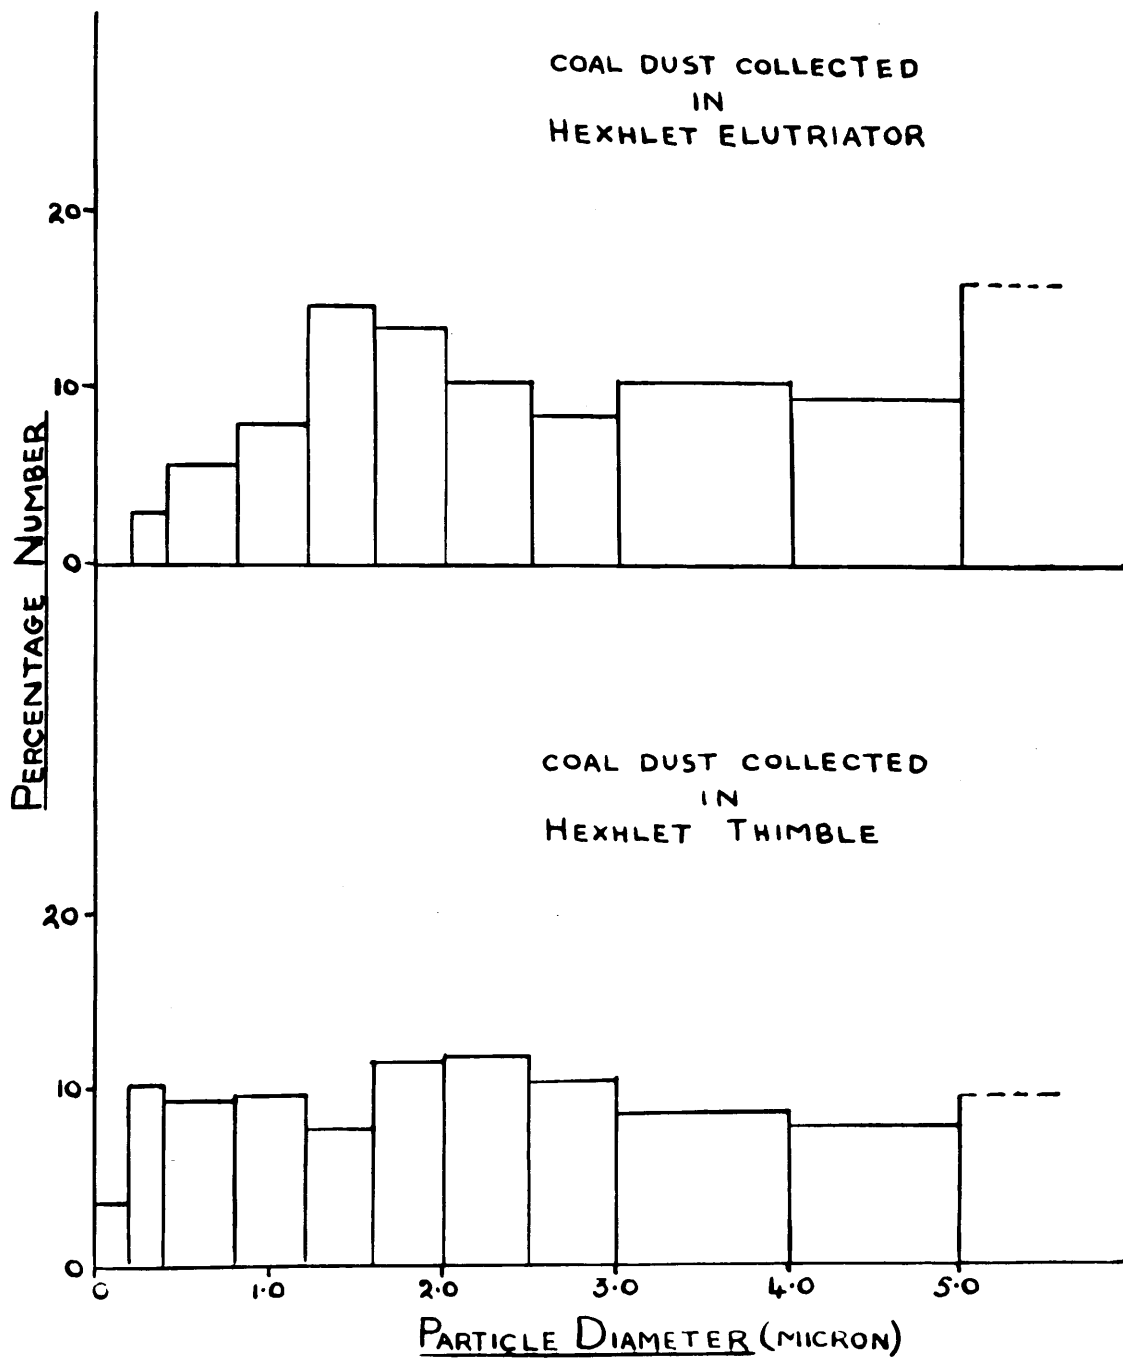 COAL DUST COLLECTED
IN
HEXHLET ELUTRIATOR
20
10
0
PERCENTAGE NUMBER
COAL DUST COLLECTED
IN
HEXHLET THIMBLE
20
10
0
0 1·0 2·0 3·0 4·0 5·0
PARTICLE DIAMETER (MICRON)